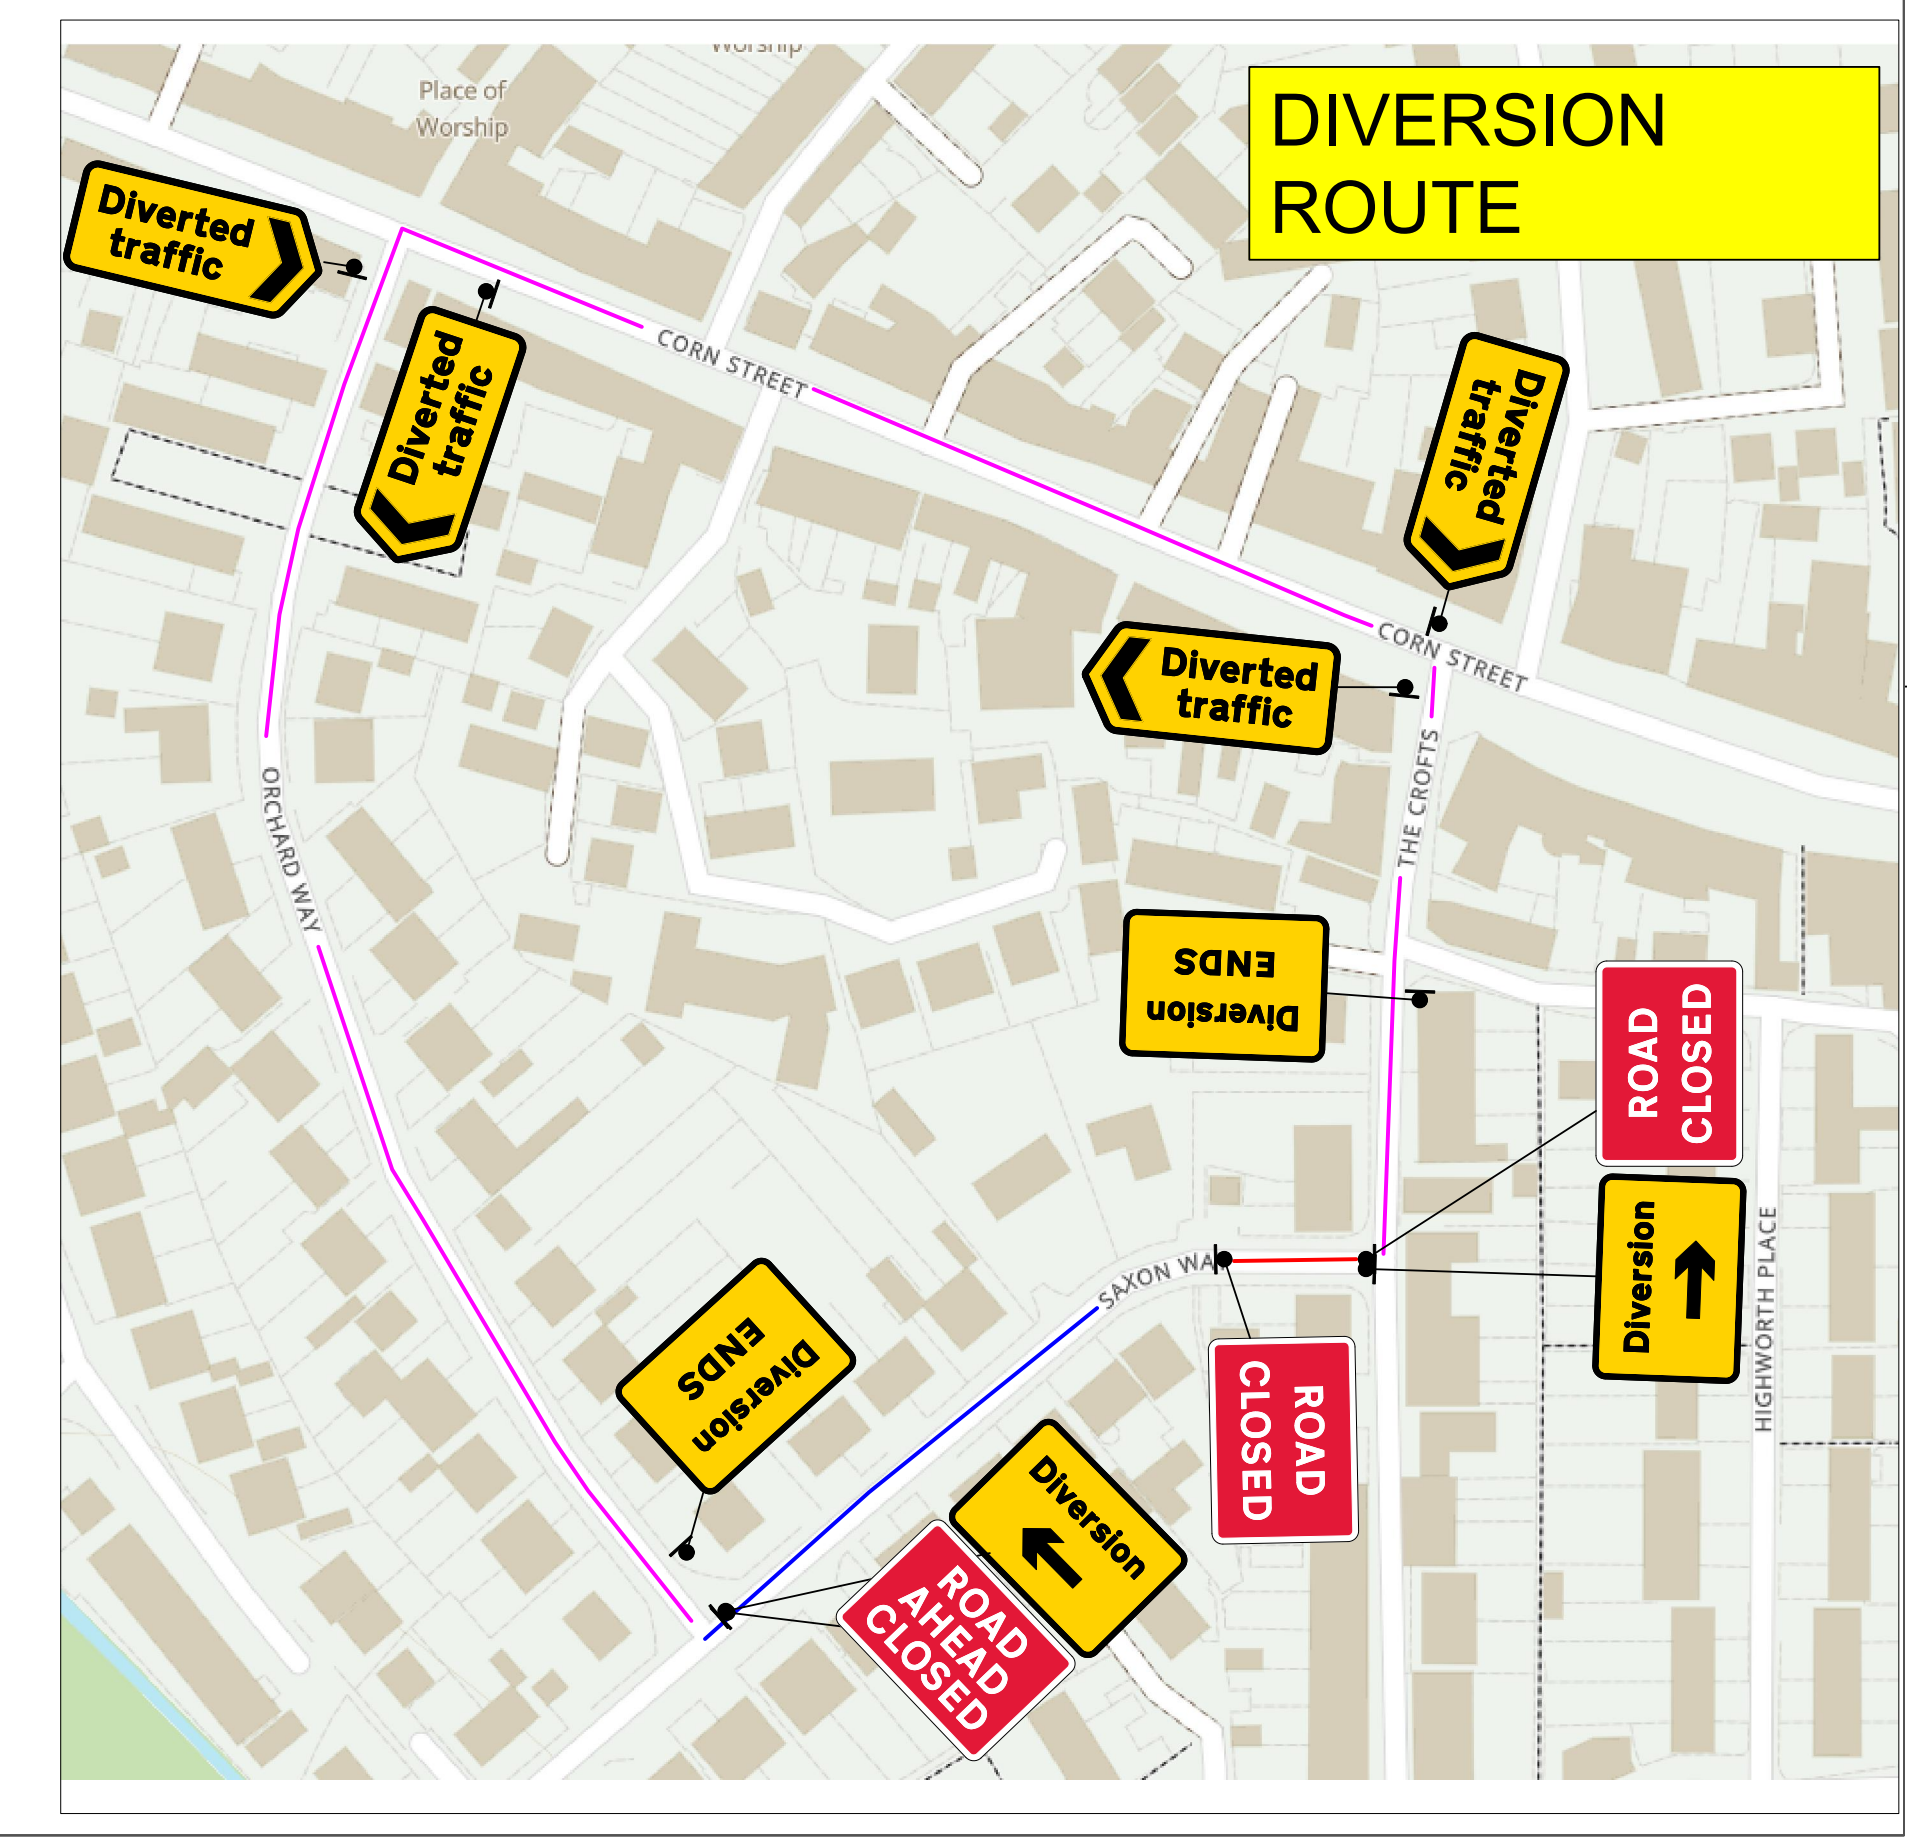 Worship
Place of
Worship
DIVERSION
ROUTE
Diverted
traffic
Diverted
traffic
CORN STREET
Diverted
traffic
CORN STREET
Diverted
traffic
THE CROFTS
ORCHARD WAY
Diversion
ENDS
ROAD
CLOSED
Diversion
HIGHWORTH PLACE
SAXON WA
Diversion
ENDS
ROAD
CLOSED
Diversion
ROAD
AHEAD
CLOSED